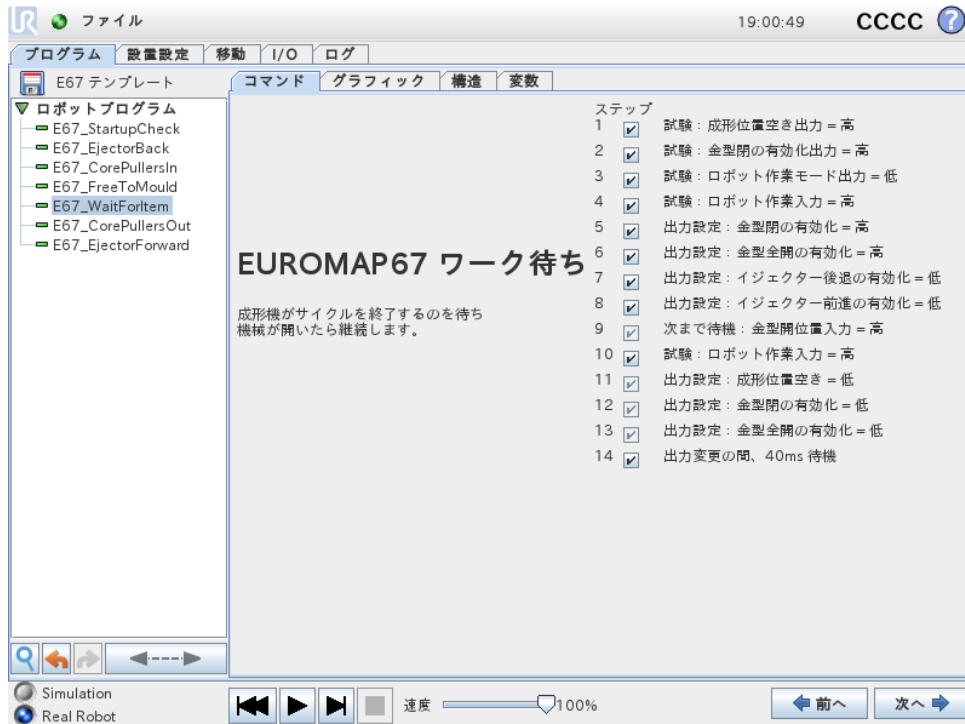 UR
ファイル
19:00:49
CCCC
?
プログラム
設置設定
移動
I/O
ログ
E67 テンプレート
コマンド
グラフィック
構造
変数
ロボットプログラム
E67_StartupCheck
E67_EjectorBack
E67_CorePullersIn
E67_FreeToMould
E67_WaitForItem
E67_CorePullersOut
E67_EjectorForward
EUROMAP67 ワーク待ち
成形機がサイクルを終了するのを待ち
機械が開いたら継続します。
ステップ
1 試験 : 成形位置空き出力 = 高
2 試験 : 金型閉の有効化出力 = 高
3 試験 : ロボット作業モード出力 = 低
4 試験 : ロボット作業入力 = 高
5 出力設定 : 金型閉の有効化 = 高
6 出力設定 : 金型全開の有効化 = 高
7 出力設定 : イジェクター後退の有効化 = 低
8 出力設定 : イジェクター前進の有効化 = 低
9 次まで待機 : 金型開位置入力 = 高
10 試験 : ロボット作業入力 = 高
11 出力設定 : 成形位置空き = 低
12 出力設定 : 金型閉の有効化 = 低
13 出力設定 : 金型全開の有効化 = 低
14 出力変更の間、40ms 待機
Simulation
Real Robot
速度
100%
前へ
次へ